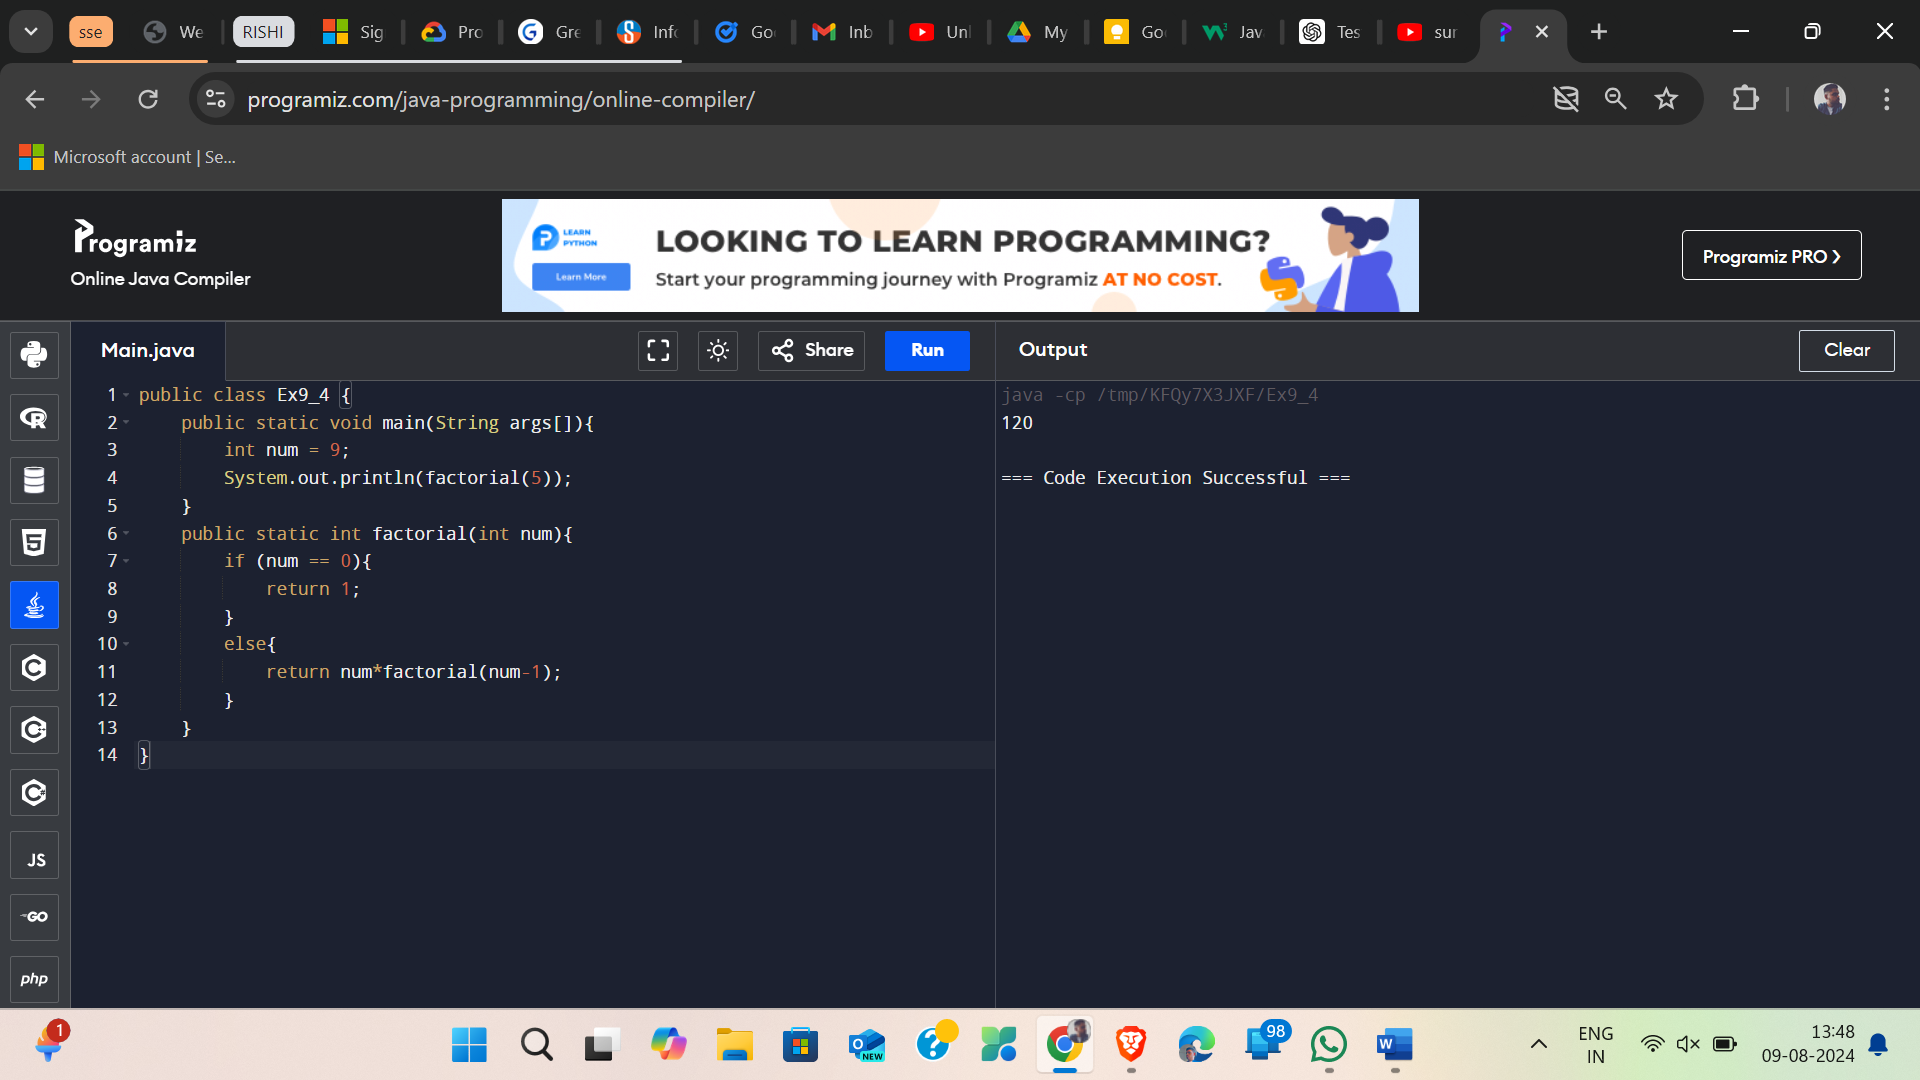 sse
We
RISHI
Sig
Pro
Gre
Info
Goo
Inb
Unl
My
Goo
Java
Tes
sur
programiz.com/java-programming/online-compiler/
Microsoft account | Se...
Programiz
Online Java Compiler
LEARN
PYTHON
Learn More
LOOKING TO LEARN PROGRAMMING?
Start your programming journey with Programiz AT NO COST.
Programiz PRO ❯
Main.java
Share
Run
Output
Clear
1 public class Ex9_4 {
2 public static void main(String args[]){
3 int num = 9;
4 System.out.println(factorial(5));
5 }
6 public static int factorial(int num){
7 if (num == 0){
8 return 1;
9 }
10 else{
11 return num*factorial(num-1);
12 }
13 }
14 }
java -cp /tmp/KFQy7X3JXF/Ex9_4
120
=== Code Execution Successful ===
JS
GO
php
1
NEW
98
W
ENG
IN
13:48
09-08-2024